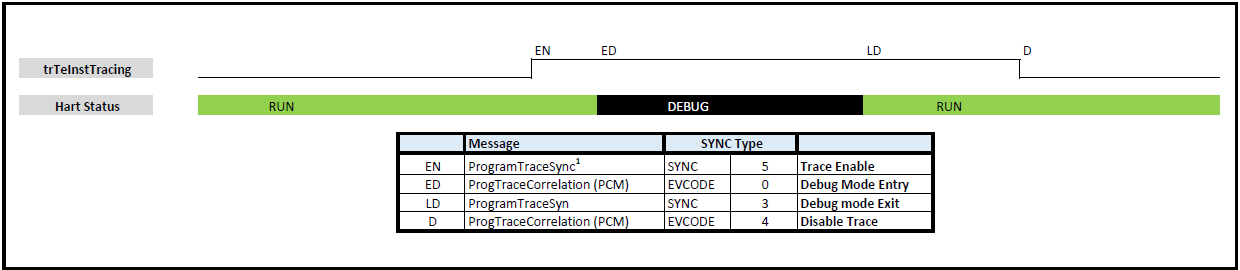 EN ED LD D
trTeInstTracing
Hart Status RUN DEBUG RUN
Message SYNC Type
EN ProgramTraceSync¹ SYNC 5 Trace Enable
ED ProgTraceCorrelation (PCM) EVCODE 0 Debug Mode Entry
LD ProgramTraceSyn SYNC 3 Debug mode Exit
D ProgTraceCorrelation (PCM) EVCODE 4 Disable Trace